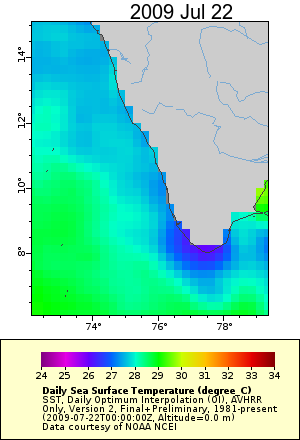 2009 Jul 22
14°
12°
10°
8°
74° 76° 78°
24 25 26 27 28 29 30 31 32 33 34
Daily Sea Surface Temperature (degree_C)
SST, Daily Optimum Interpolation (OI), AVHRR
Only, Version 2, Final+Preliminary, 1981-present
(2009-07-22T00:00:00Z, Altitude=0.0 m)
Data courtesy of NOAA NCEI